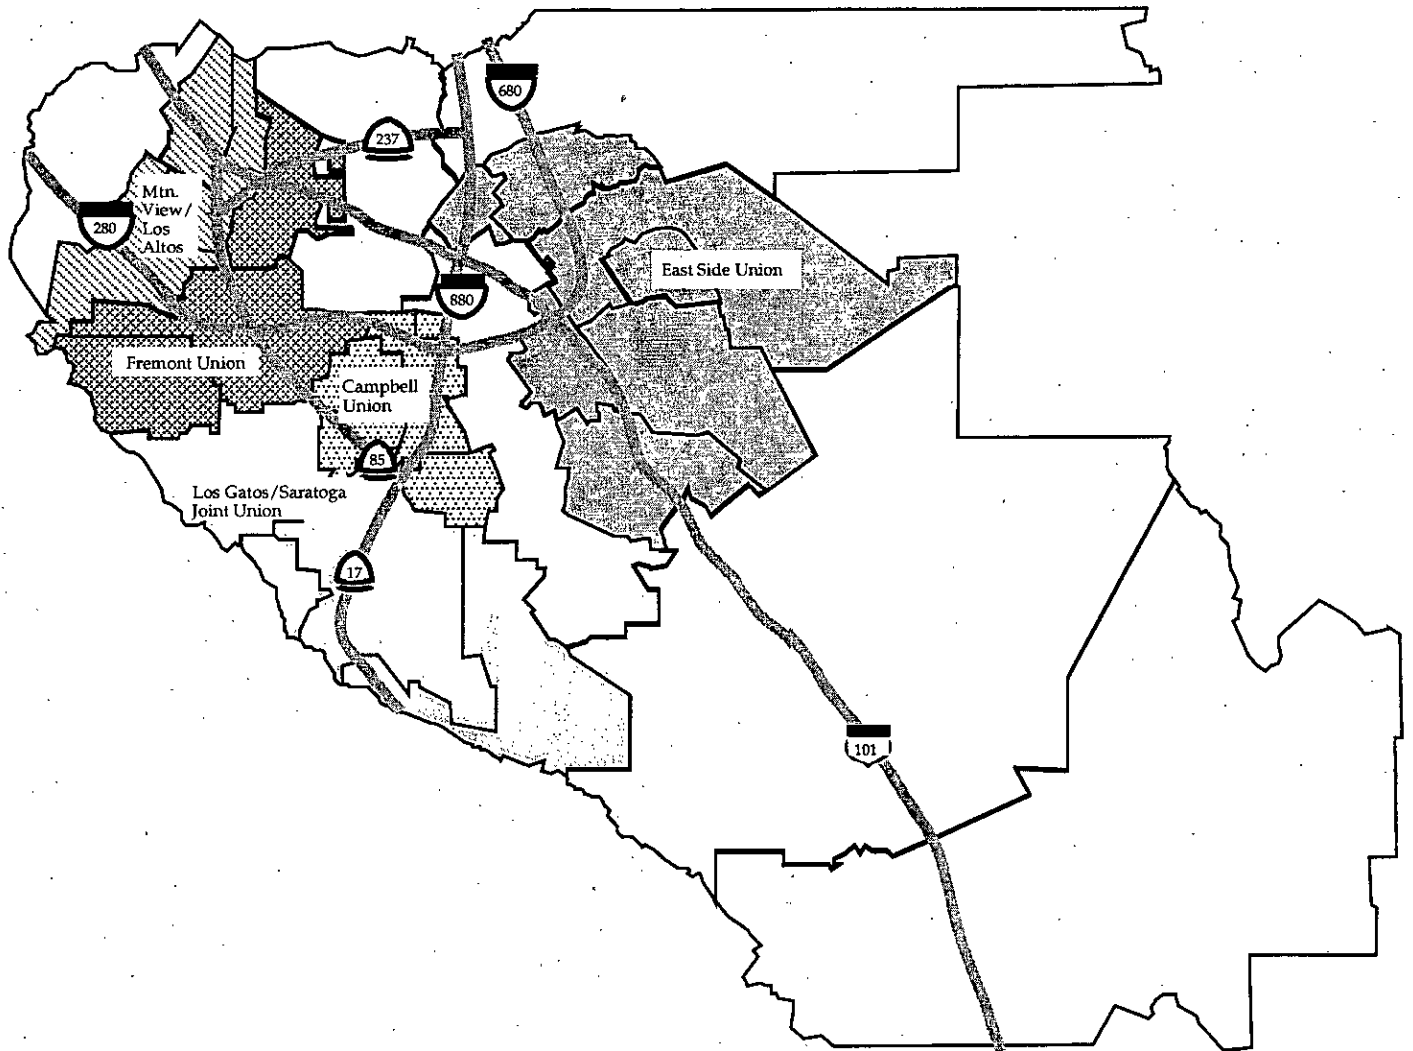 680
237
Mtn.
View/
Los
Altos
280
East Side Union
880
Fremont Union
Campbell
Union
85
Los Gatos/Saratoga
Joint Union
17
101